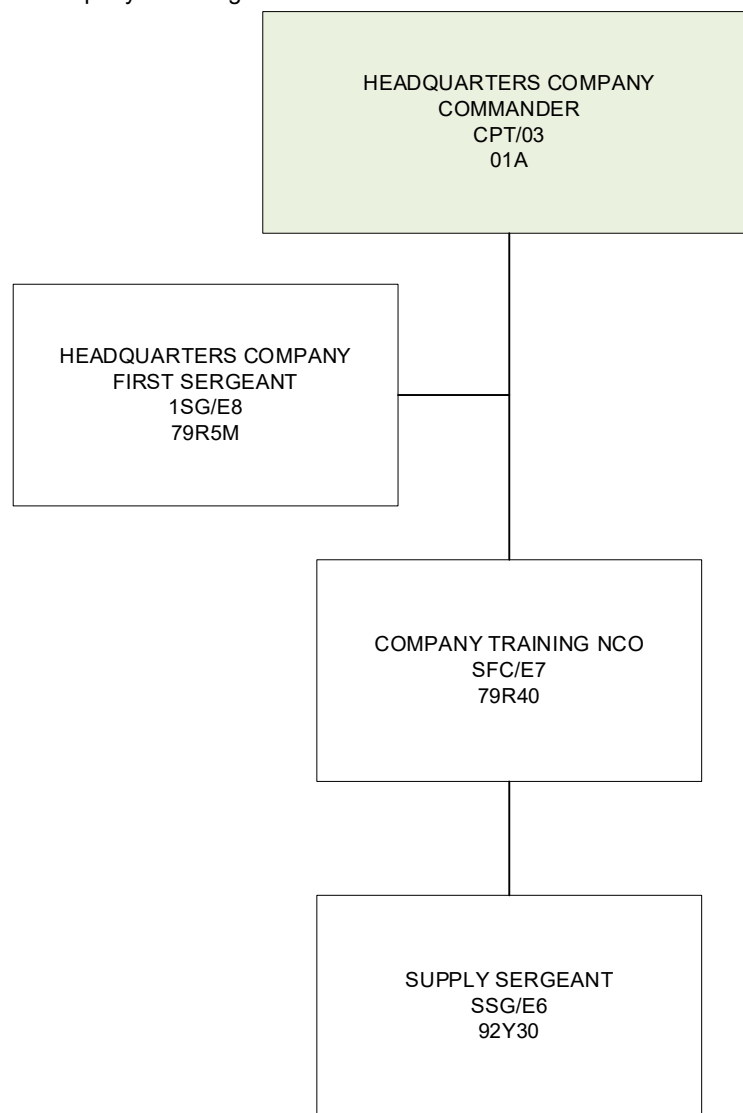 HEADQUARTERS COMPANY
COMMANDER
CPT/03
01A
HEADQUARTERS COMPANY
FIRST SERGEANT
1SG/E8
79R5M
COMPANY TRAINING NCO
SFC/E7
79R40
SUPPLY SERGEANT
SSG/E6
92Y30